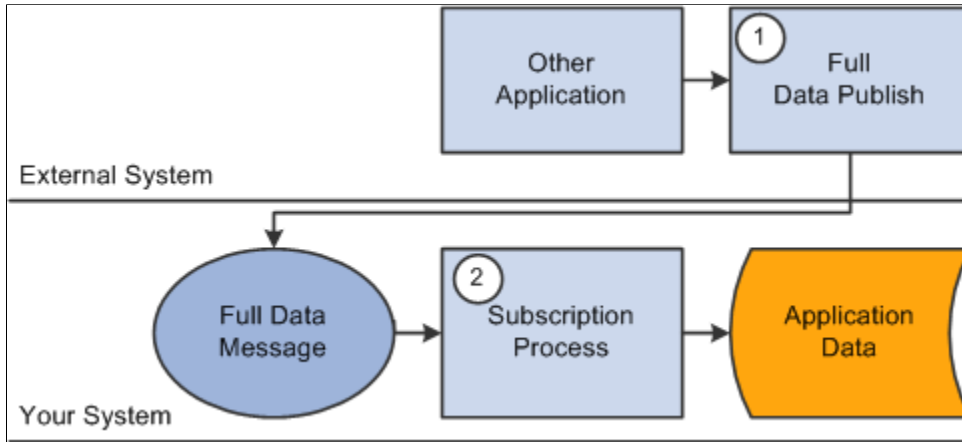 1
Other
Application
Full
Data Publish
External System
2
Full Data
Message
Subscription
Process
Application
Data
Your System